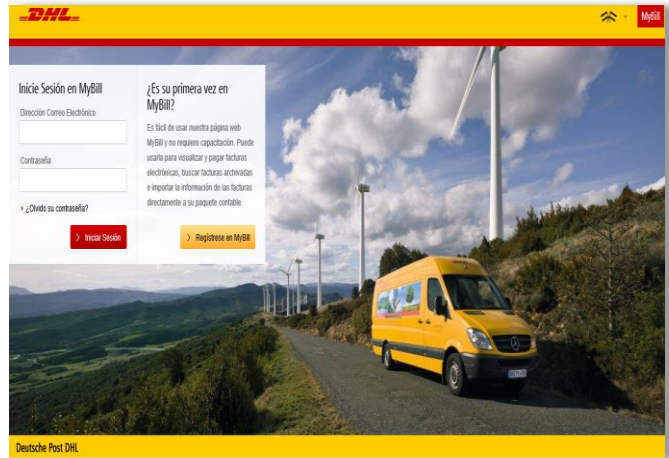 DHL
MyBill
Inicie Sesión en MyBill
Dirección Correo Electrónico
Contraseña
¿Olvido su contraseña?
Iniciar Sesión
¿Es su primera vez en
MyBill?
Es fácil de usar nuestra página web
MyBill y no requiere capacitación. Puede
usarlo para visualizar y pagar facturas
electrónicas, buscar facturas archivadas
e importar la información de las facturas
directamente a su paquete contable.
Regístrese en MyBill
Deutsche Post DHL